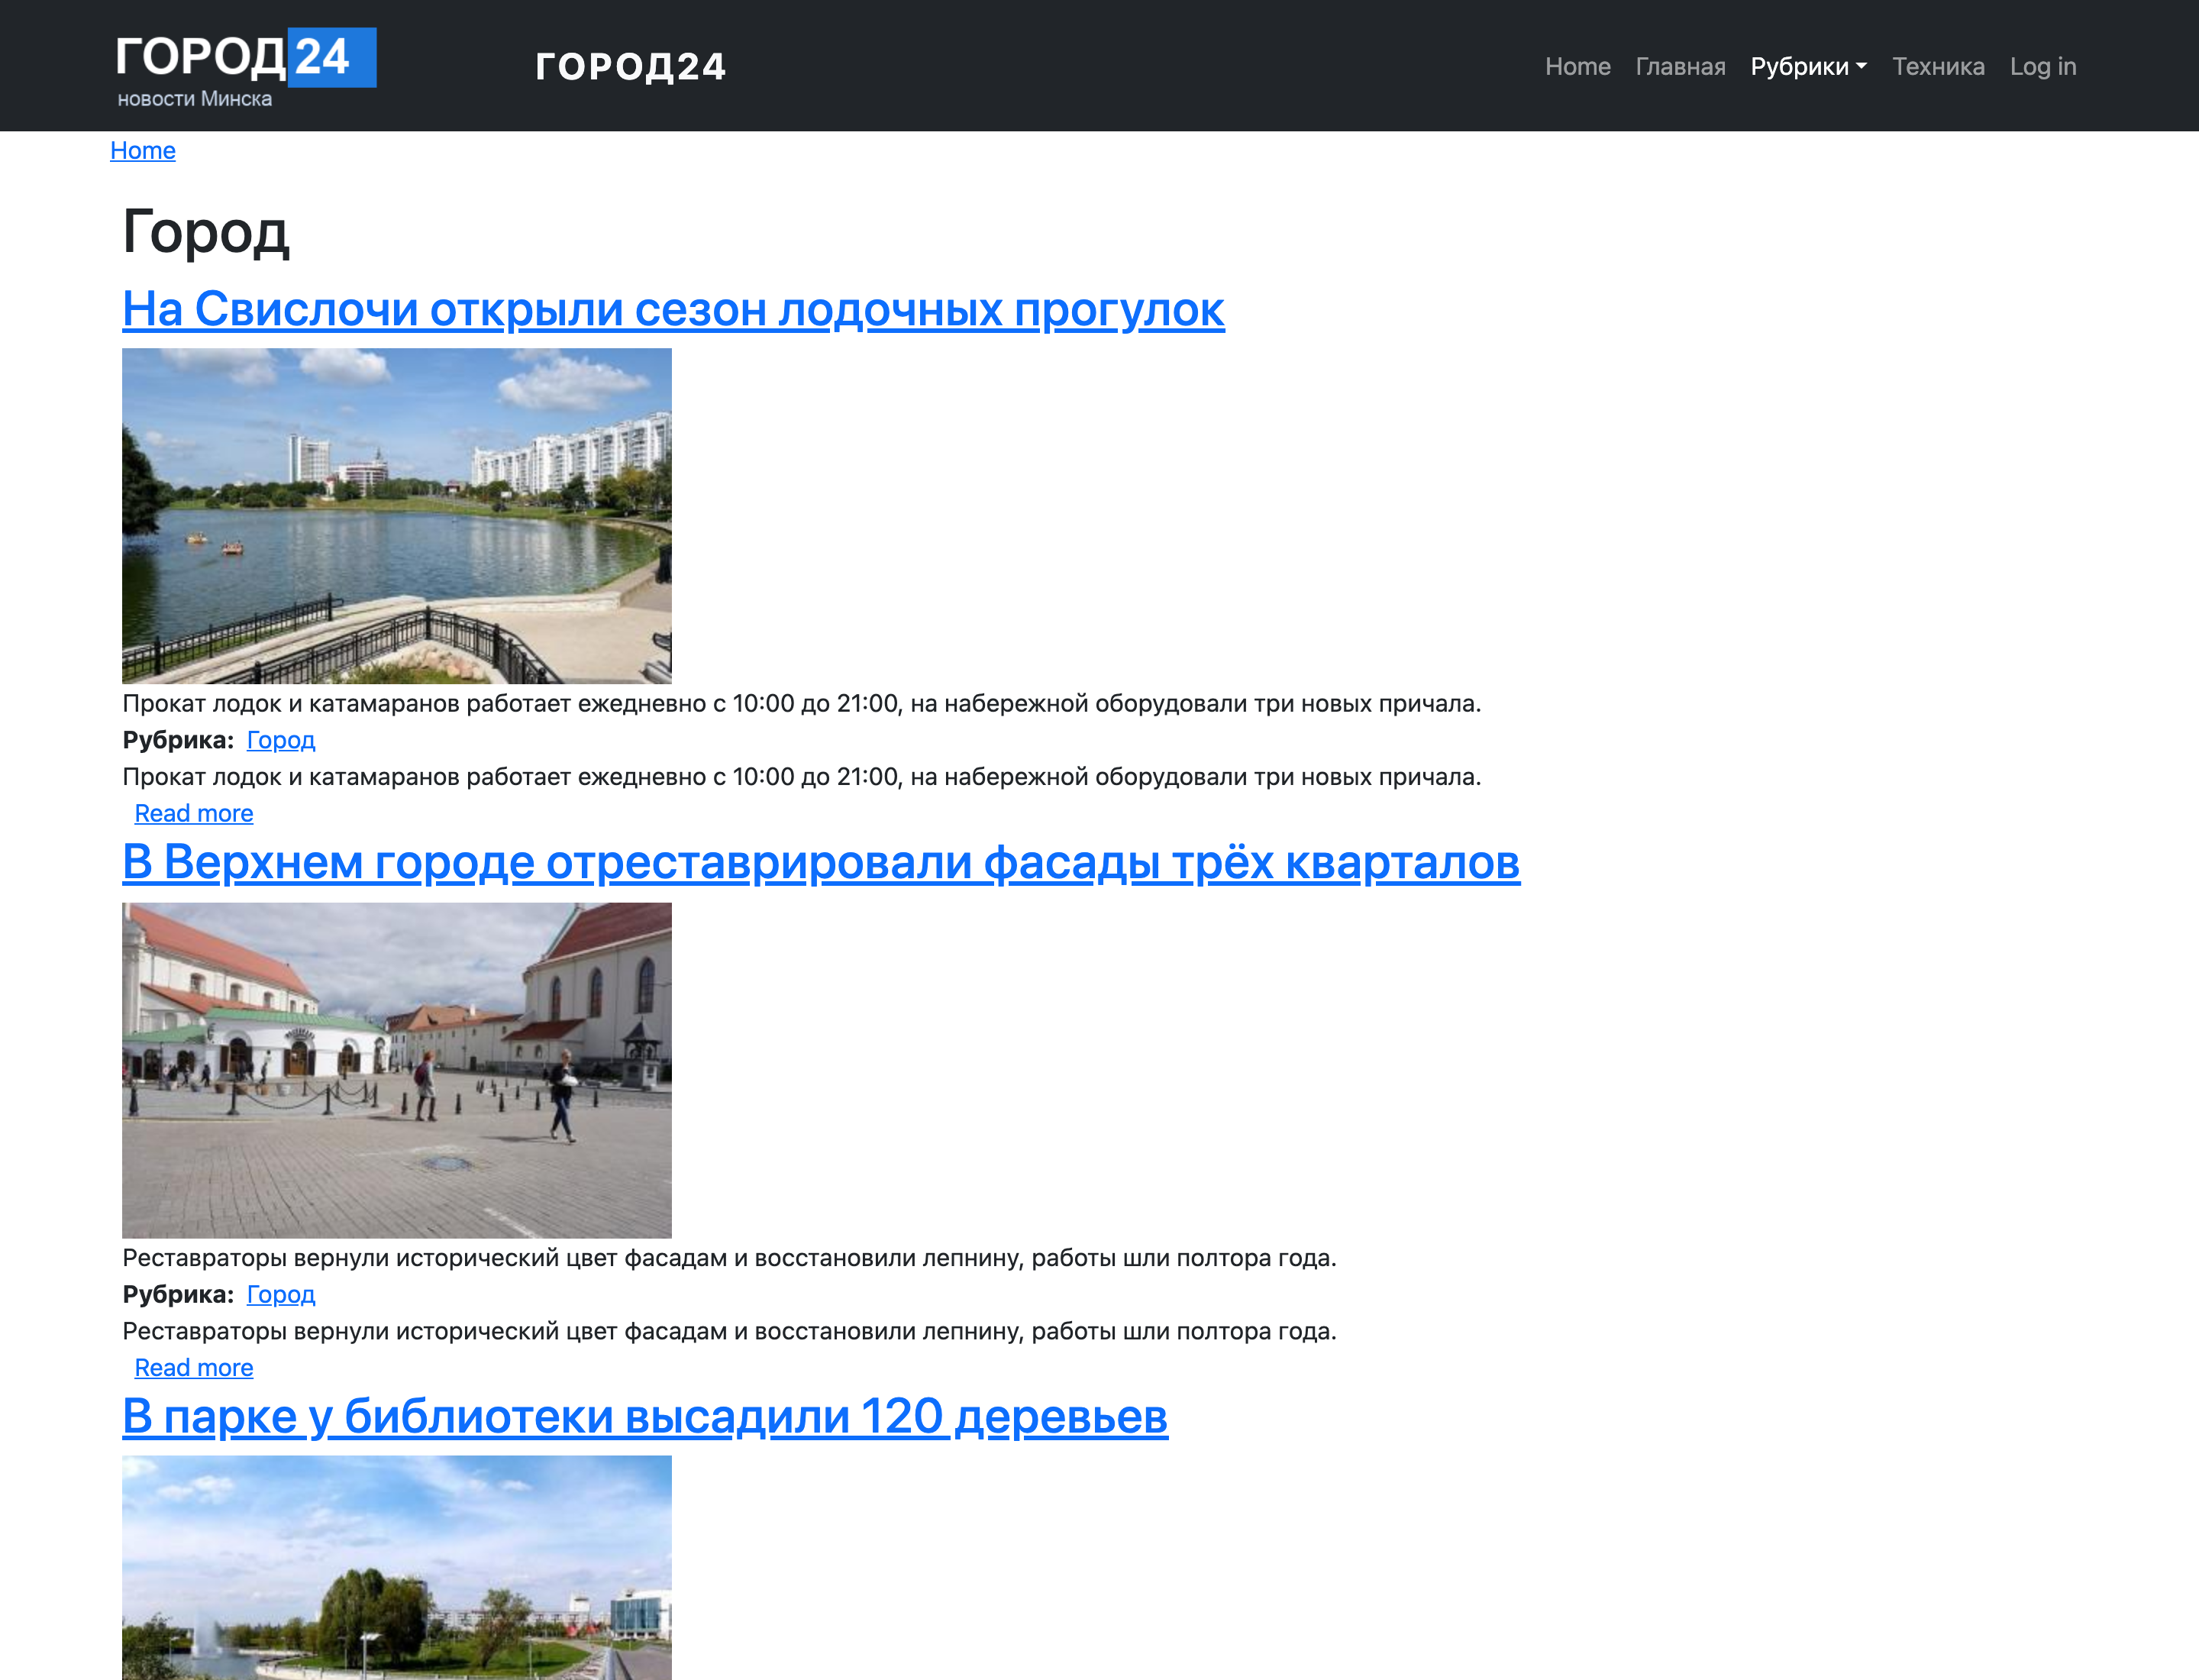 ГОРОД24
новости Минска
ГОРОД24
Home Главная Рубрики Техника Log in
Home
Город
На Свислочи открыли сезон лодочных прогулок
Прокат лодок и катамаранов работает ежедневно с 10:00 до 21:00, на набережной оборудовали три новых причала.
Рубрика: Город
Прокат лодок и катамаранов работает ежедневно с 10:00 до 21:00, на набережной оборудовали три новых причала.
Read more
В Верхнем городе отреставрировали фасады трёх кварталов
Реставраторы вернули исторический цвет фасадам и восстановили лепнину, работы шли полтора года.
Рубрика: Город
Реставраторы вернули исторический цвет фасадам и восстановили лепнину, работы шли полтора года.
Read more
В парке у библиотеки высадили 120 деревьев